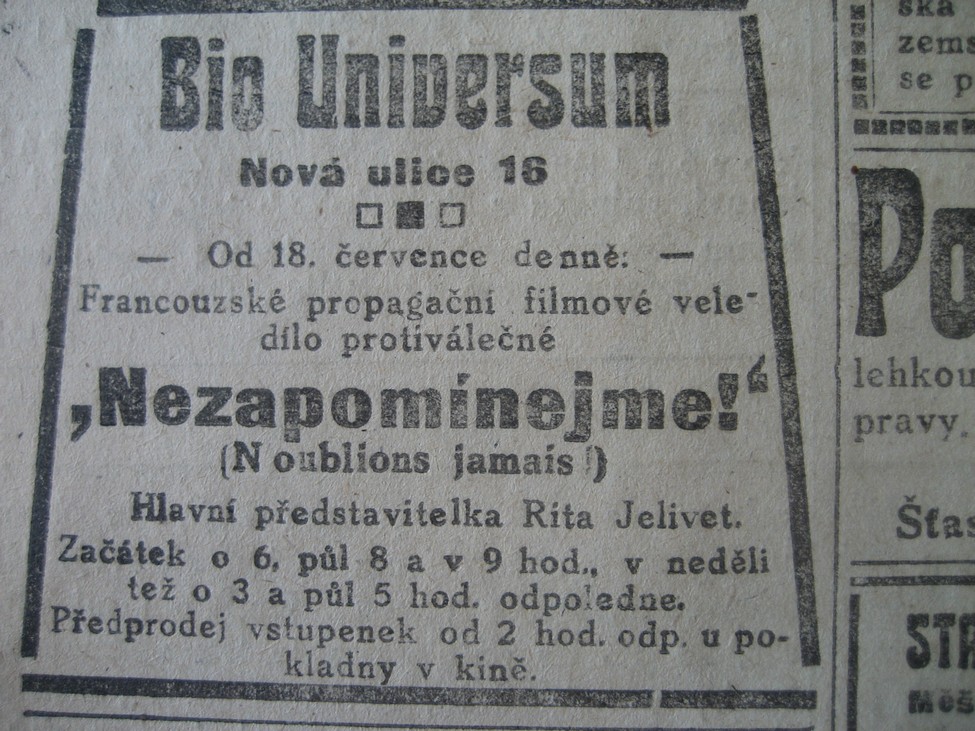 Bio Universum
Nová ulice 16
— Od 18. července denně: —
Francouzské propagační filmové vele-
dílo protiválečné
„Nezapomínejme!“
(N oublions jamais!)
Hlavní představitelka Rita Jelivet.
Začátek o 6, půl 8 a v 9 hod., v neděli
též o 3 a půl 5 hod. odpoledne.
Předprodej vstupenek od 2 hod. odp. u po-
kladny v kině.
ska
zems
se p
Po
lehkou
pravy.
Šťas
STR
Měš